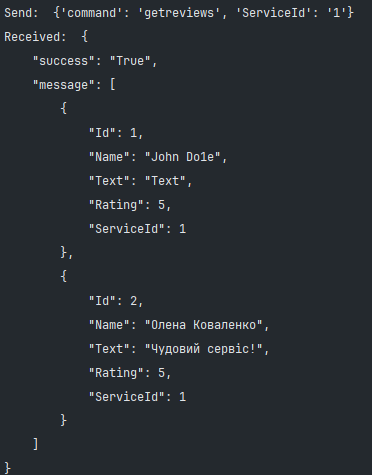 Send:  {'command': 'getreviews', 'ServiceId': '1'}
Received:  {
    "success": "True",
    "message": [
        {
            "Id": 1,
            "Name": "John Do1e",
            "Text": "Text",
            "Rating": 5,
            "ServiceId": 1
        },
        {
            "Id": 2,
            "Name": "Олена Коваленко",
            "Text": "Чудовий сервіс!",
            "Rating": 5,
            "ServiceId": 1
        }
    ]
}